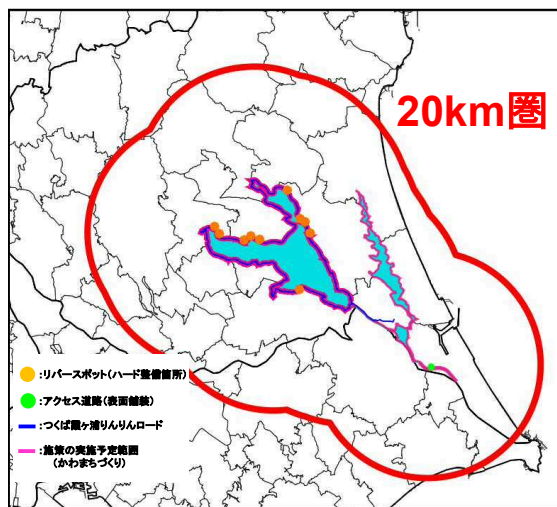 20km圏
:リバースポット(ハード整備箇所)
:アクセス道路(表面舗装)
:つくば霞ヶ浦りんりんロード
:施策の実施予定範囲
(かわまちづくり)